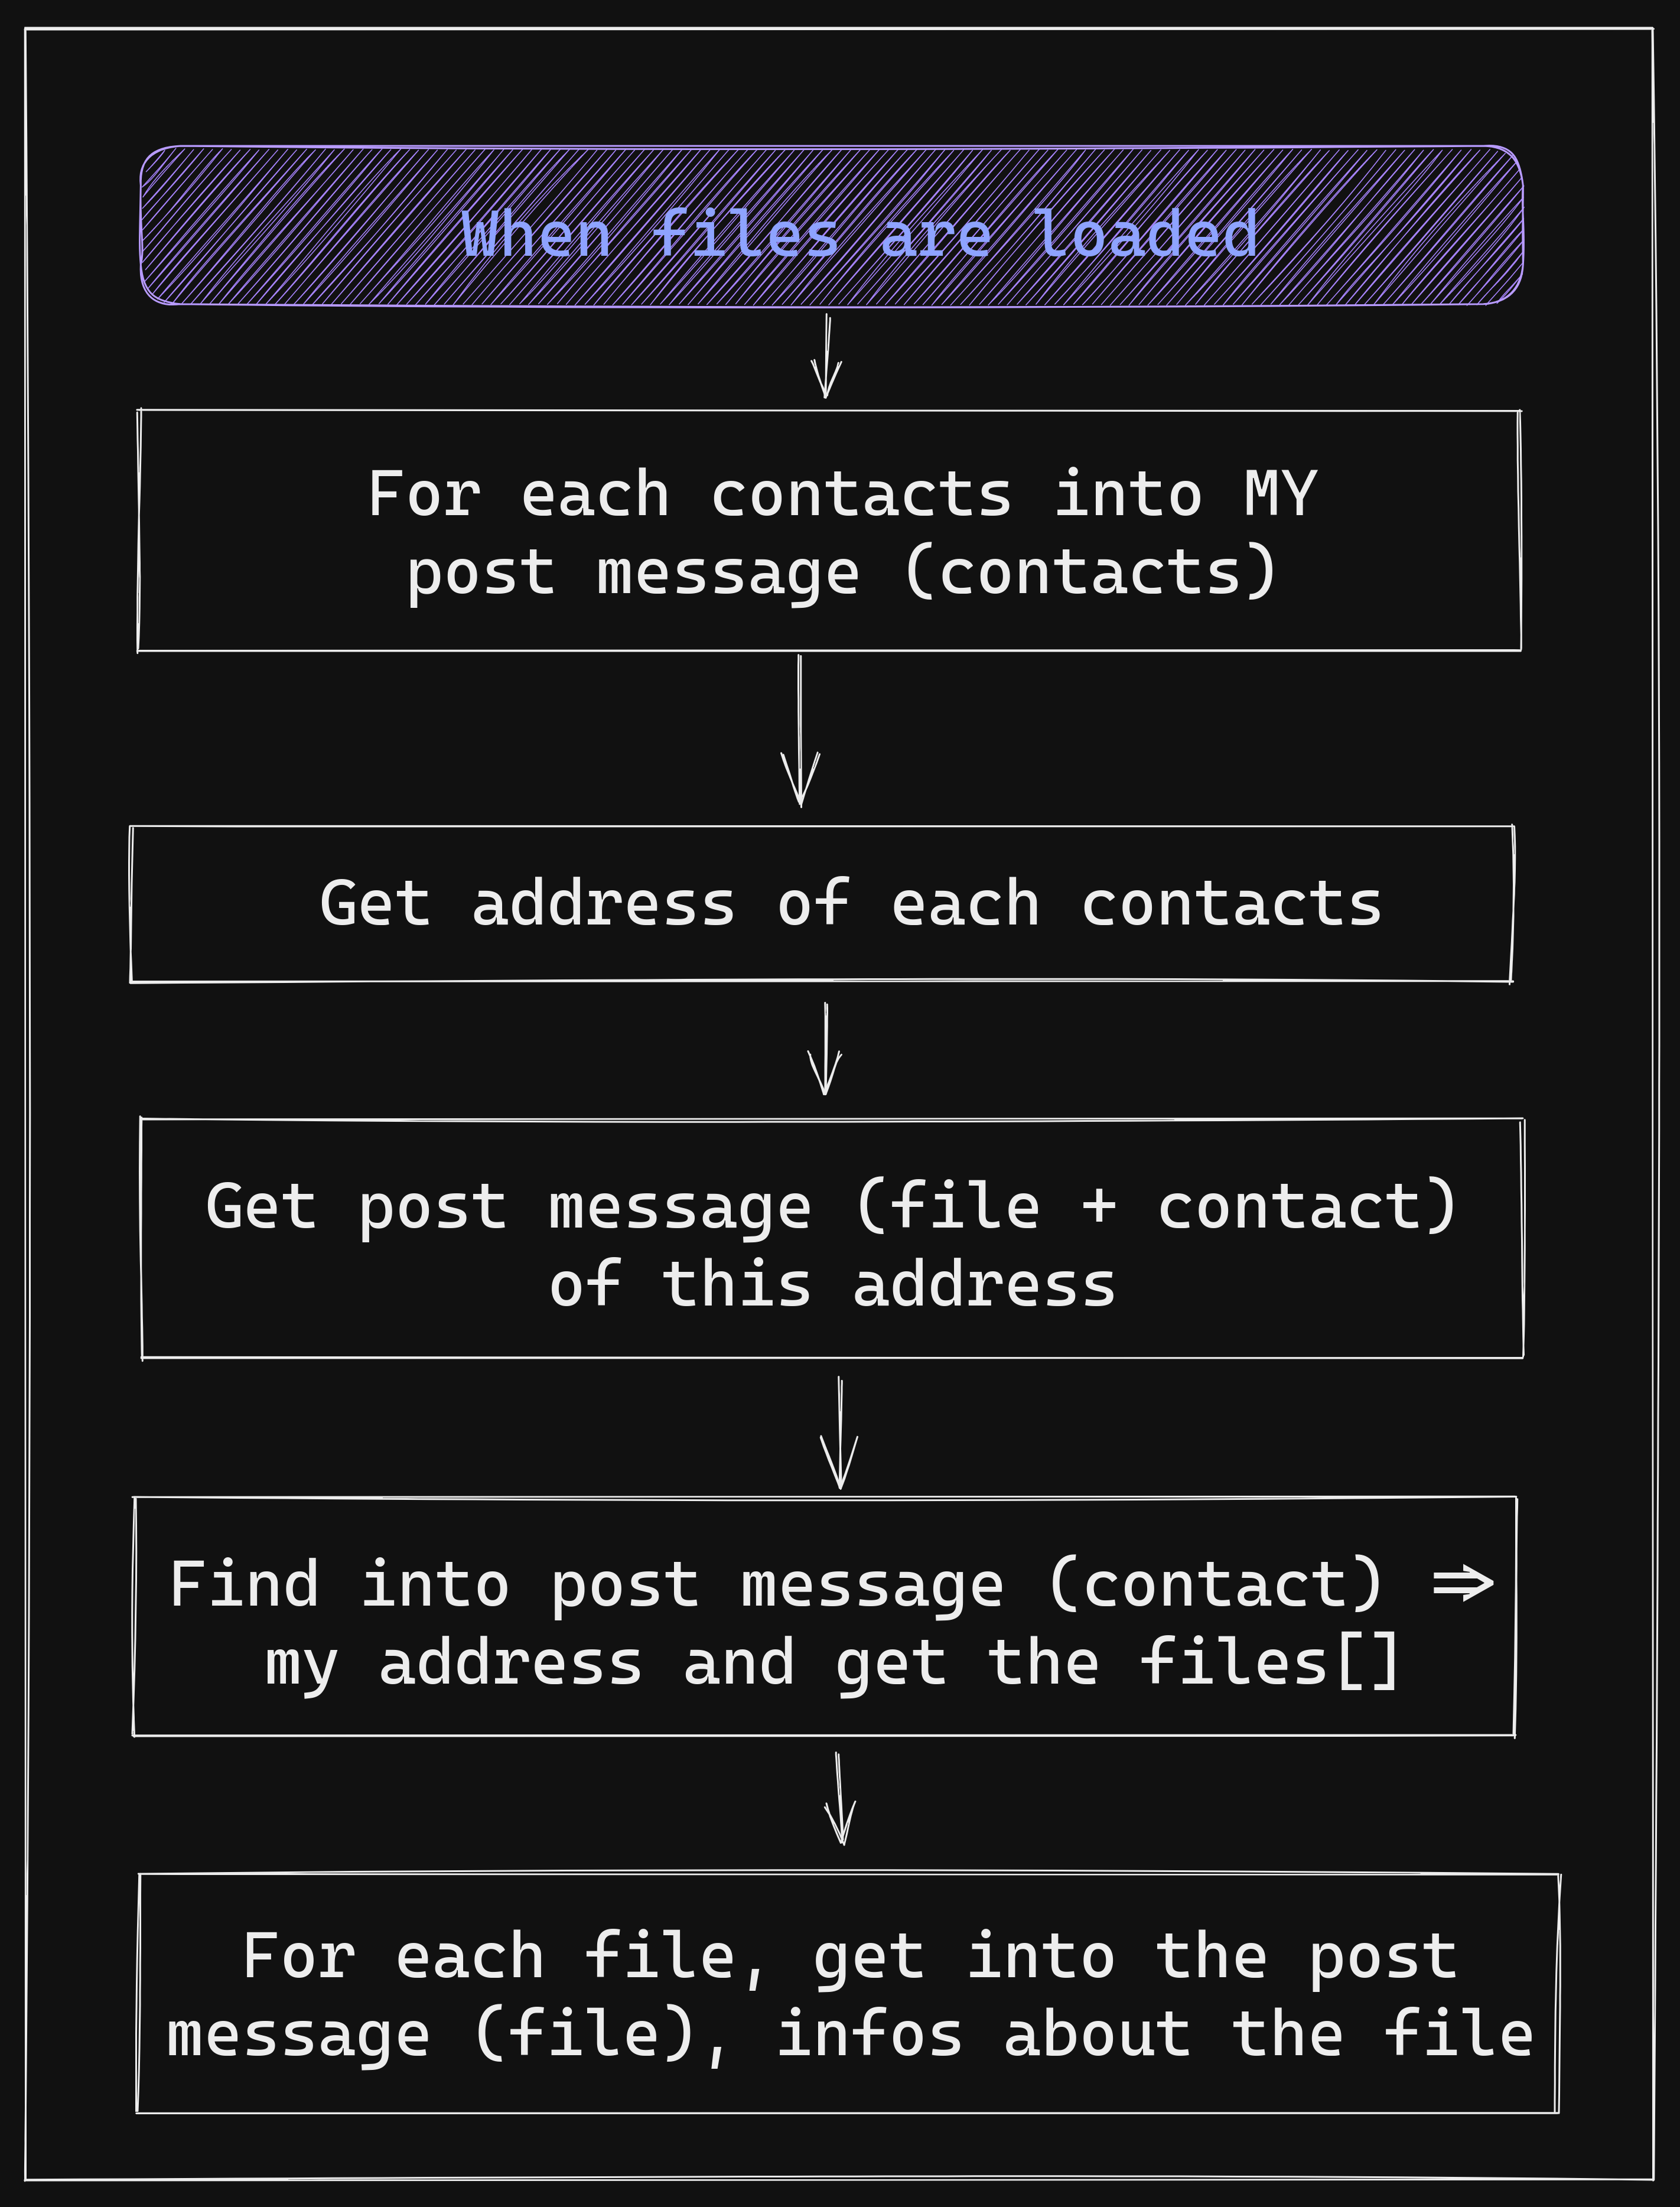 When files are loaded
For each contacts into MY
post message (contacts)
Get address of each contacts
Get post message (file + contact)
of this address
Find into post message (contact) ⇒
my address and get the files[]
For each file, get into the post
message (file), infos about the file